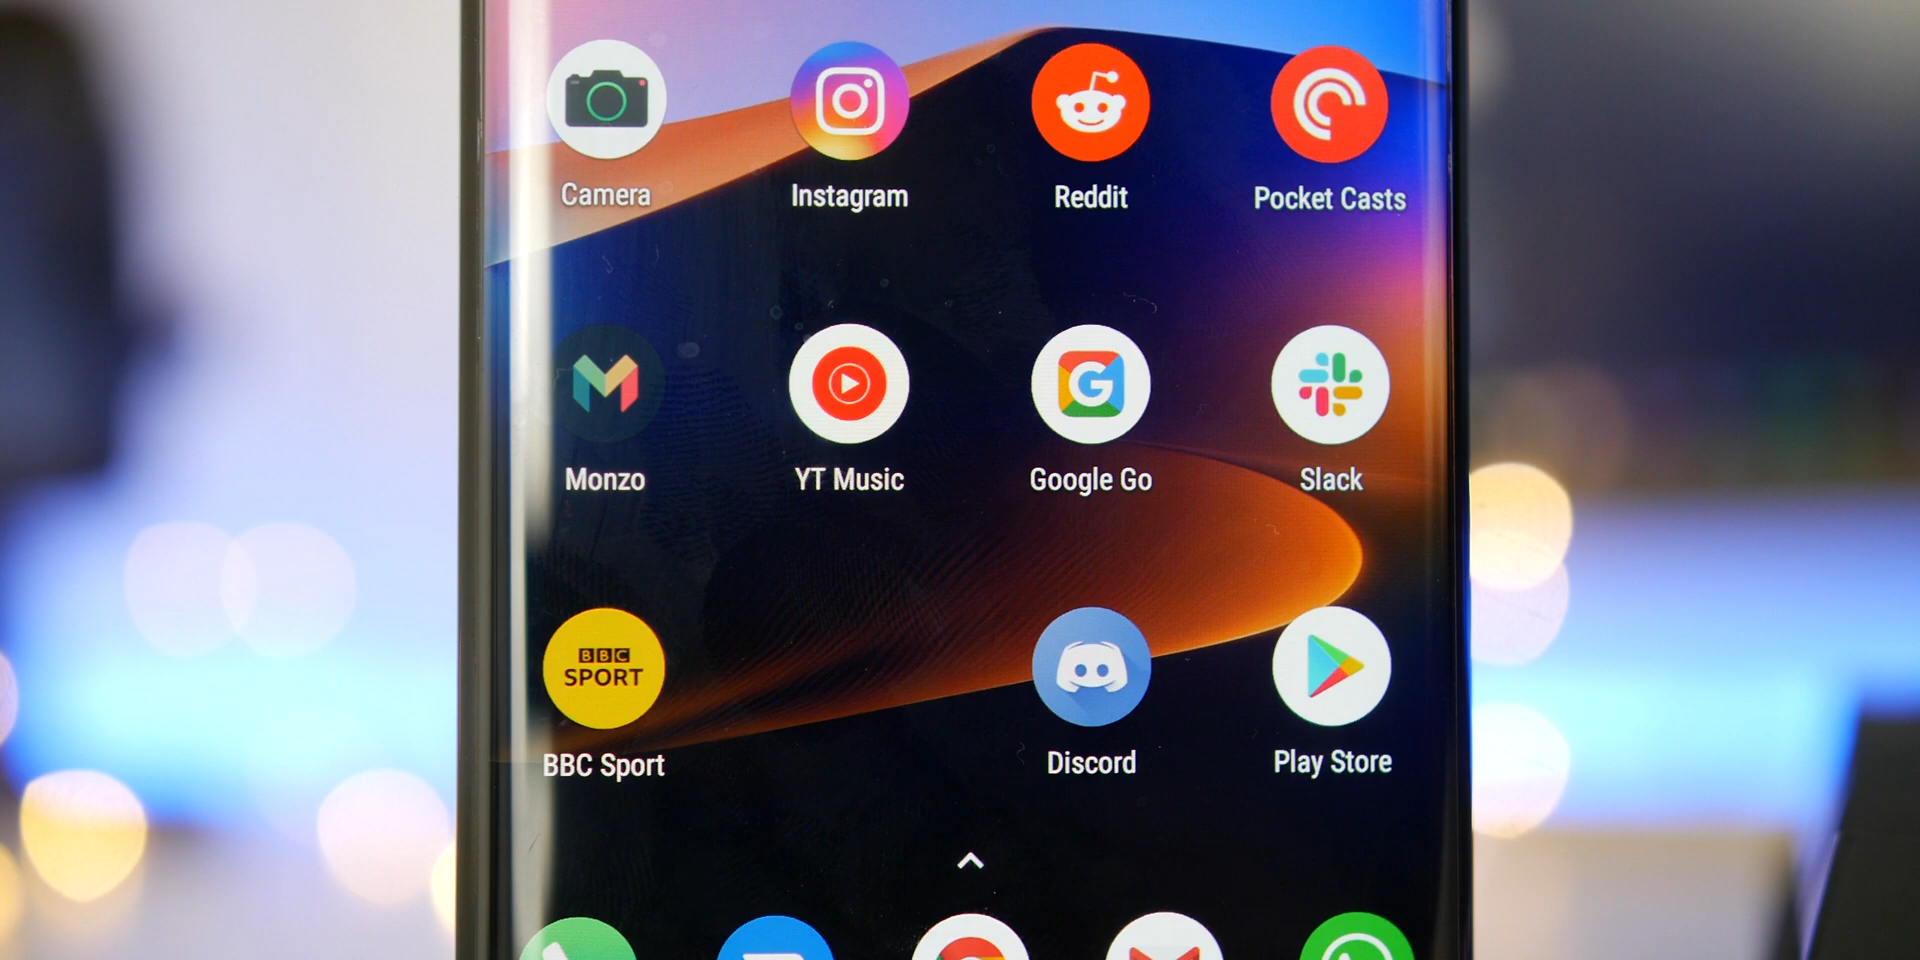 Camera
Instagram
Reddit
Pocket Casts
Monzo
YT Music
Google Go
Slack
BBC
SPORT
BBC Sport
Discord
Play Store